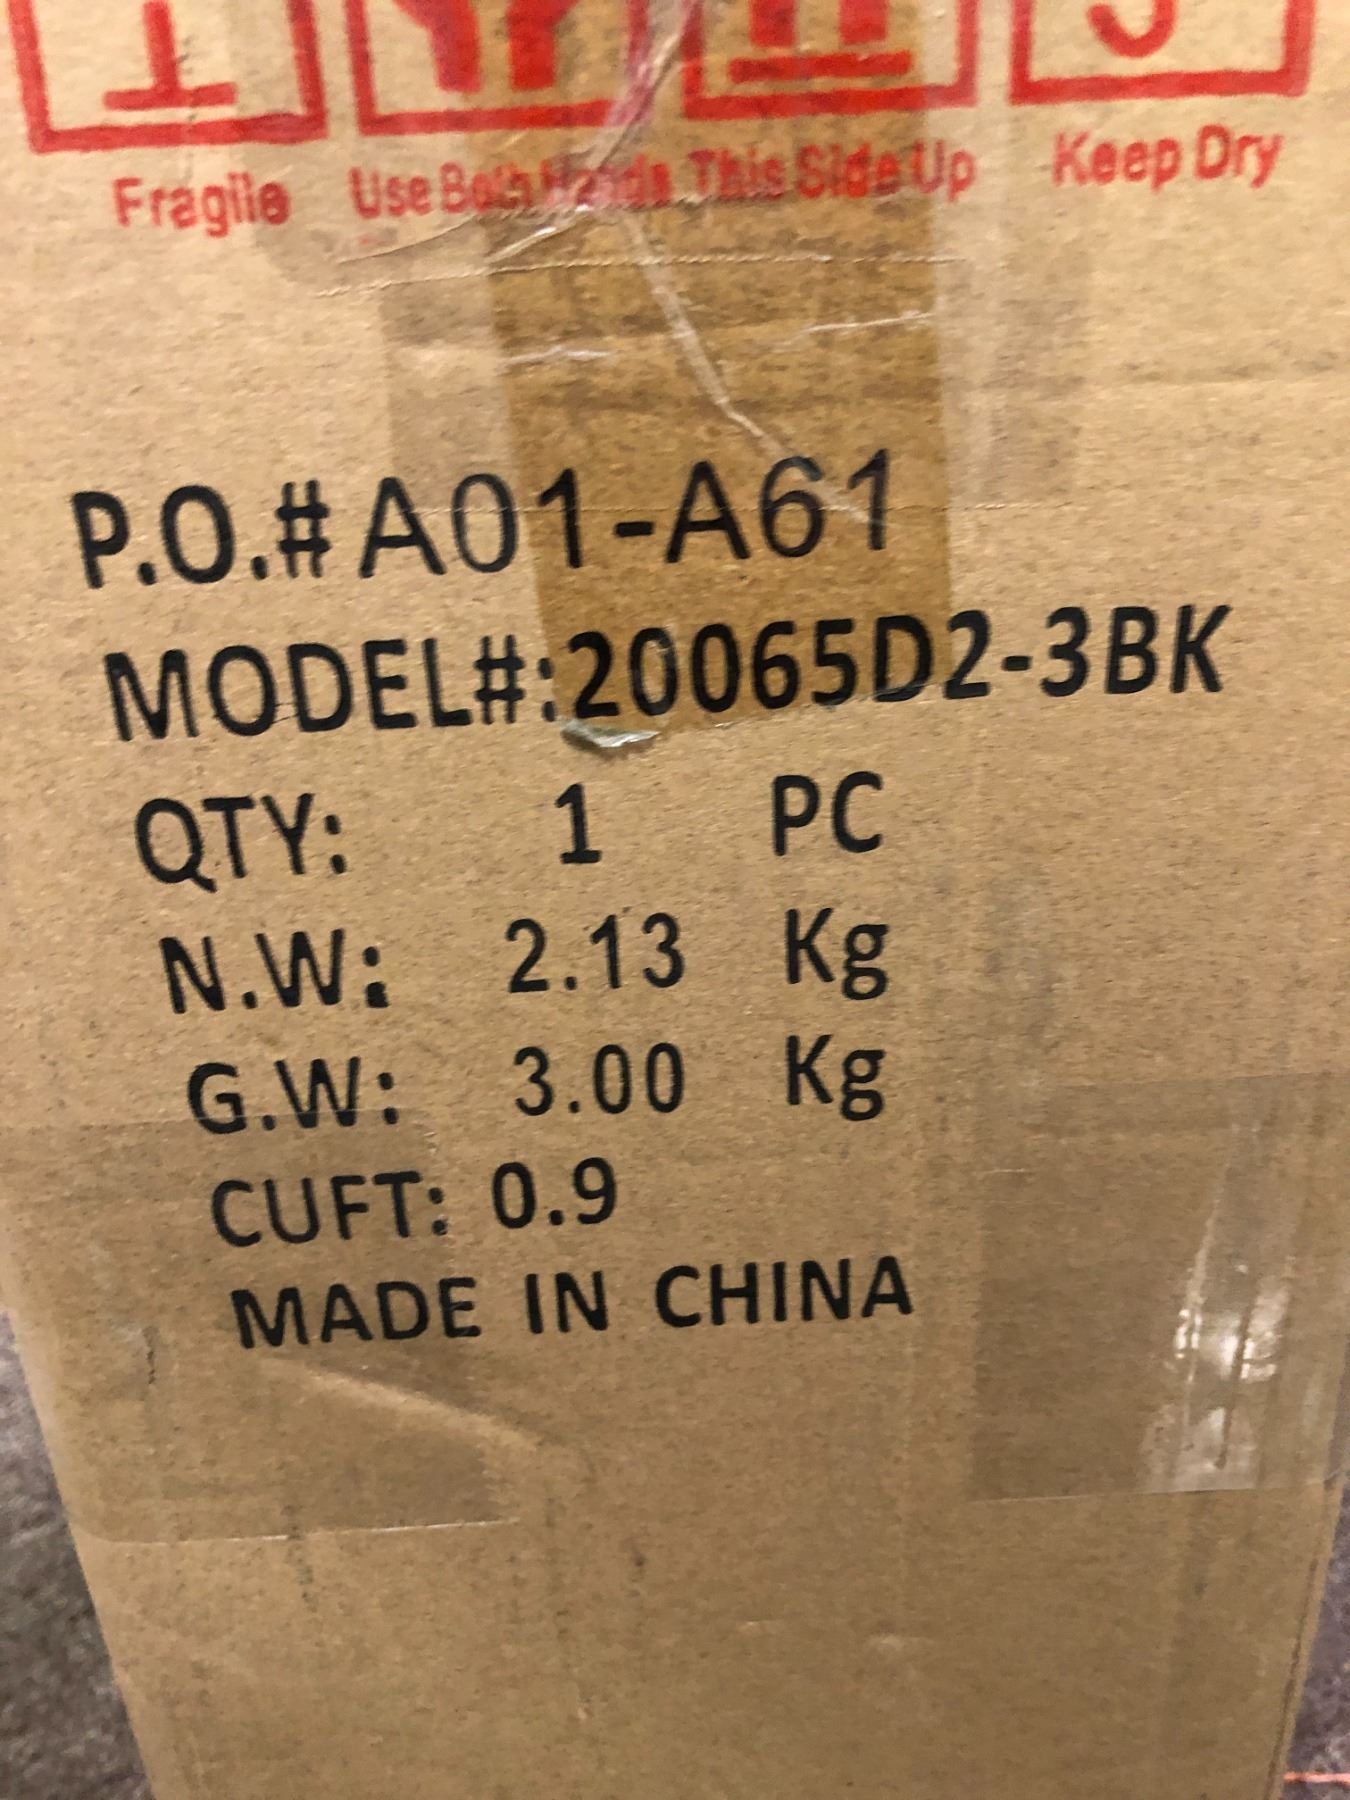 Fragile Use Both Hands This Side Up Keep Dry
P.O.#A01-A61
MODEL#:20065D2-3BK
QTY: 1 PC
N.W: 2.13 Kg
G.W: 3.00 Kg
CUFT: 0.9
MADE IN CHINA